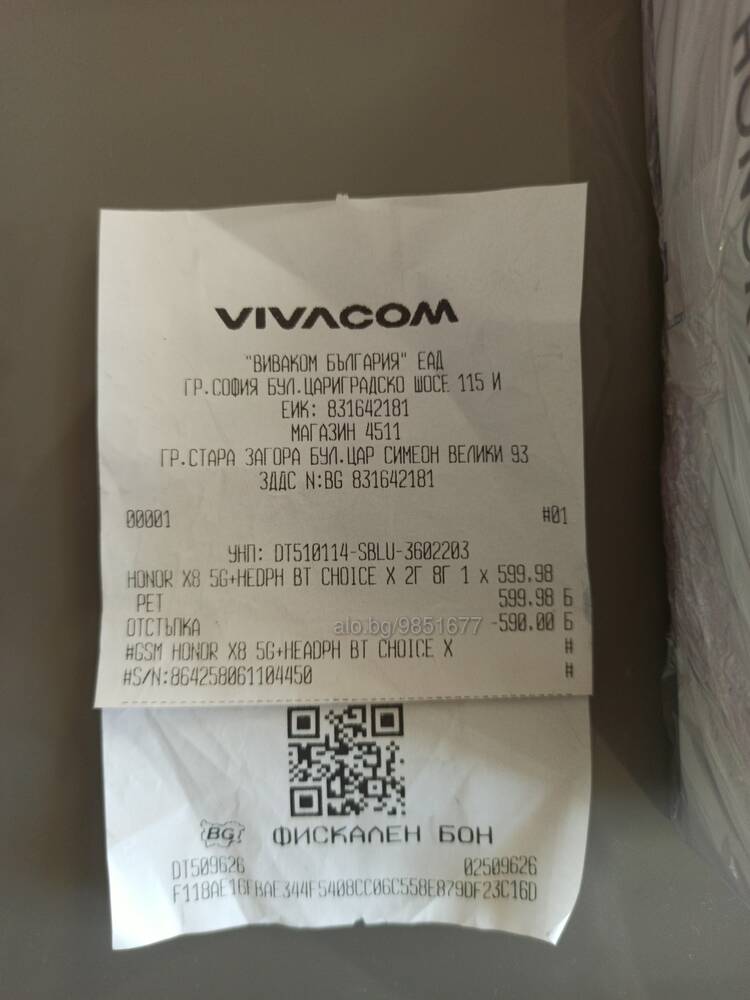 VIVACOM
"ВИВАКОМ БЪЛГАРИЯ" ЕАД
ГР.СОФИЯ БУЛ.ЦАРИГРАДСКО ШОСЕ 115 И
ЕИК: 831642181
МАГАЗИН 4511
ГР.СТАРА ЗАГОРА БУЛ.ЦАР СИМЕОН ВЕЛИКИ 93
ЗДДС N:BG 831642181
00001 #01
УНП: DT510114-SBLU-3602203
HONOR X8 5G+HEDPH BT CHOICE X 2Г 8Г 1 x 599.98
РЕТ 599.98 Б
ОТСТЪПКА -590.00 Б
alo.bg/9851677
#GSM HONOR X8 5G+HEADPH BT CHOICE X #
#S/N:864258061104450 #
BG ФИСКАЛЕН БОН
DT509626 02509626
F118AE16FBAE344F5408CC06C558E879DF23C16D